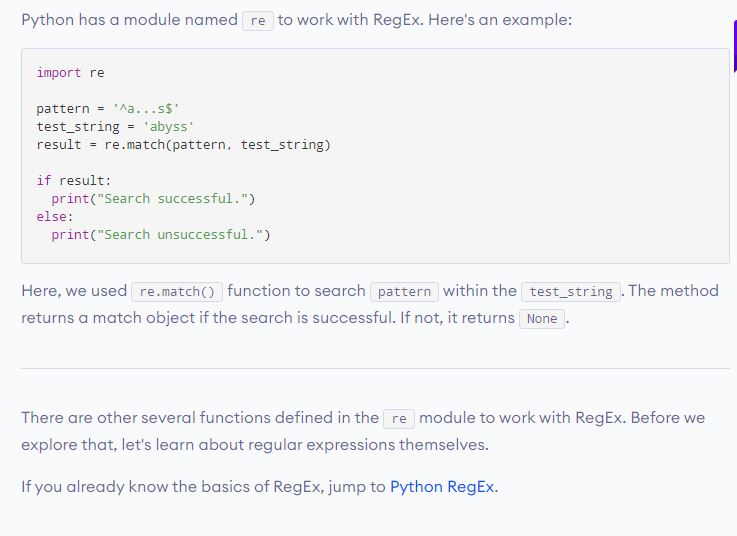 Python has a module named re to work with RegEx. Here's an example:
import re
pattern = '^a...s$'
test_string = 'abyss'
result = re.match(pattern, test_string)
if result:
  print("Search successful.")
else:
  print("Search unsuccessful.")
Here, we used re.match() function to search pattern within the test_string. The method
returns a match object if the search is successful. If not, it returns None.
There are other several functions defined in the re module to work with RegEx. Before we
explore that, let's learn about regular expressions themselves.
If you already know the basics of RegEx, jump to Python RegEx.